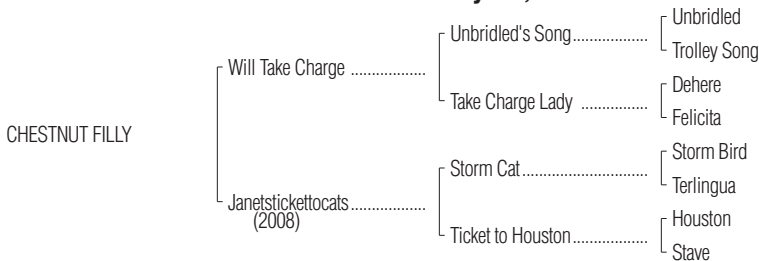 Unbridled
Unbridled's Song
Trolley Song
Will Take Charge
Dehere
Take Charge Lady
Felicita
CHESTNUT FILLY
Storm Bird
Storm Cat
Terlingua
Janetstickettocats
(2008)
Houston
Ticket to Houston
Stave